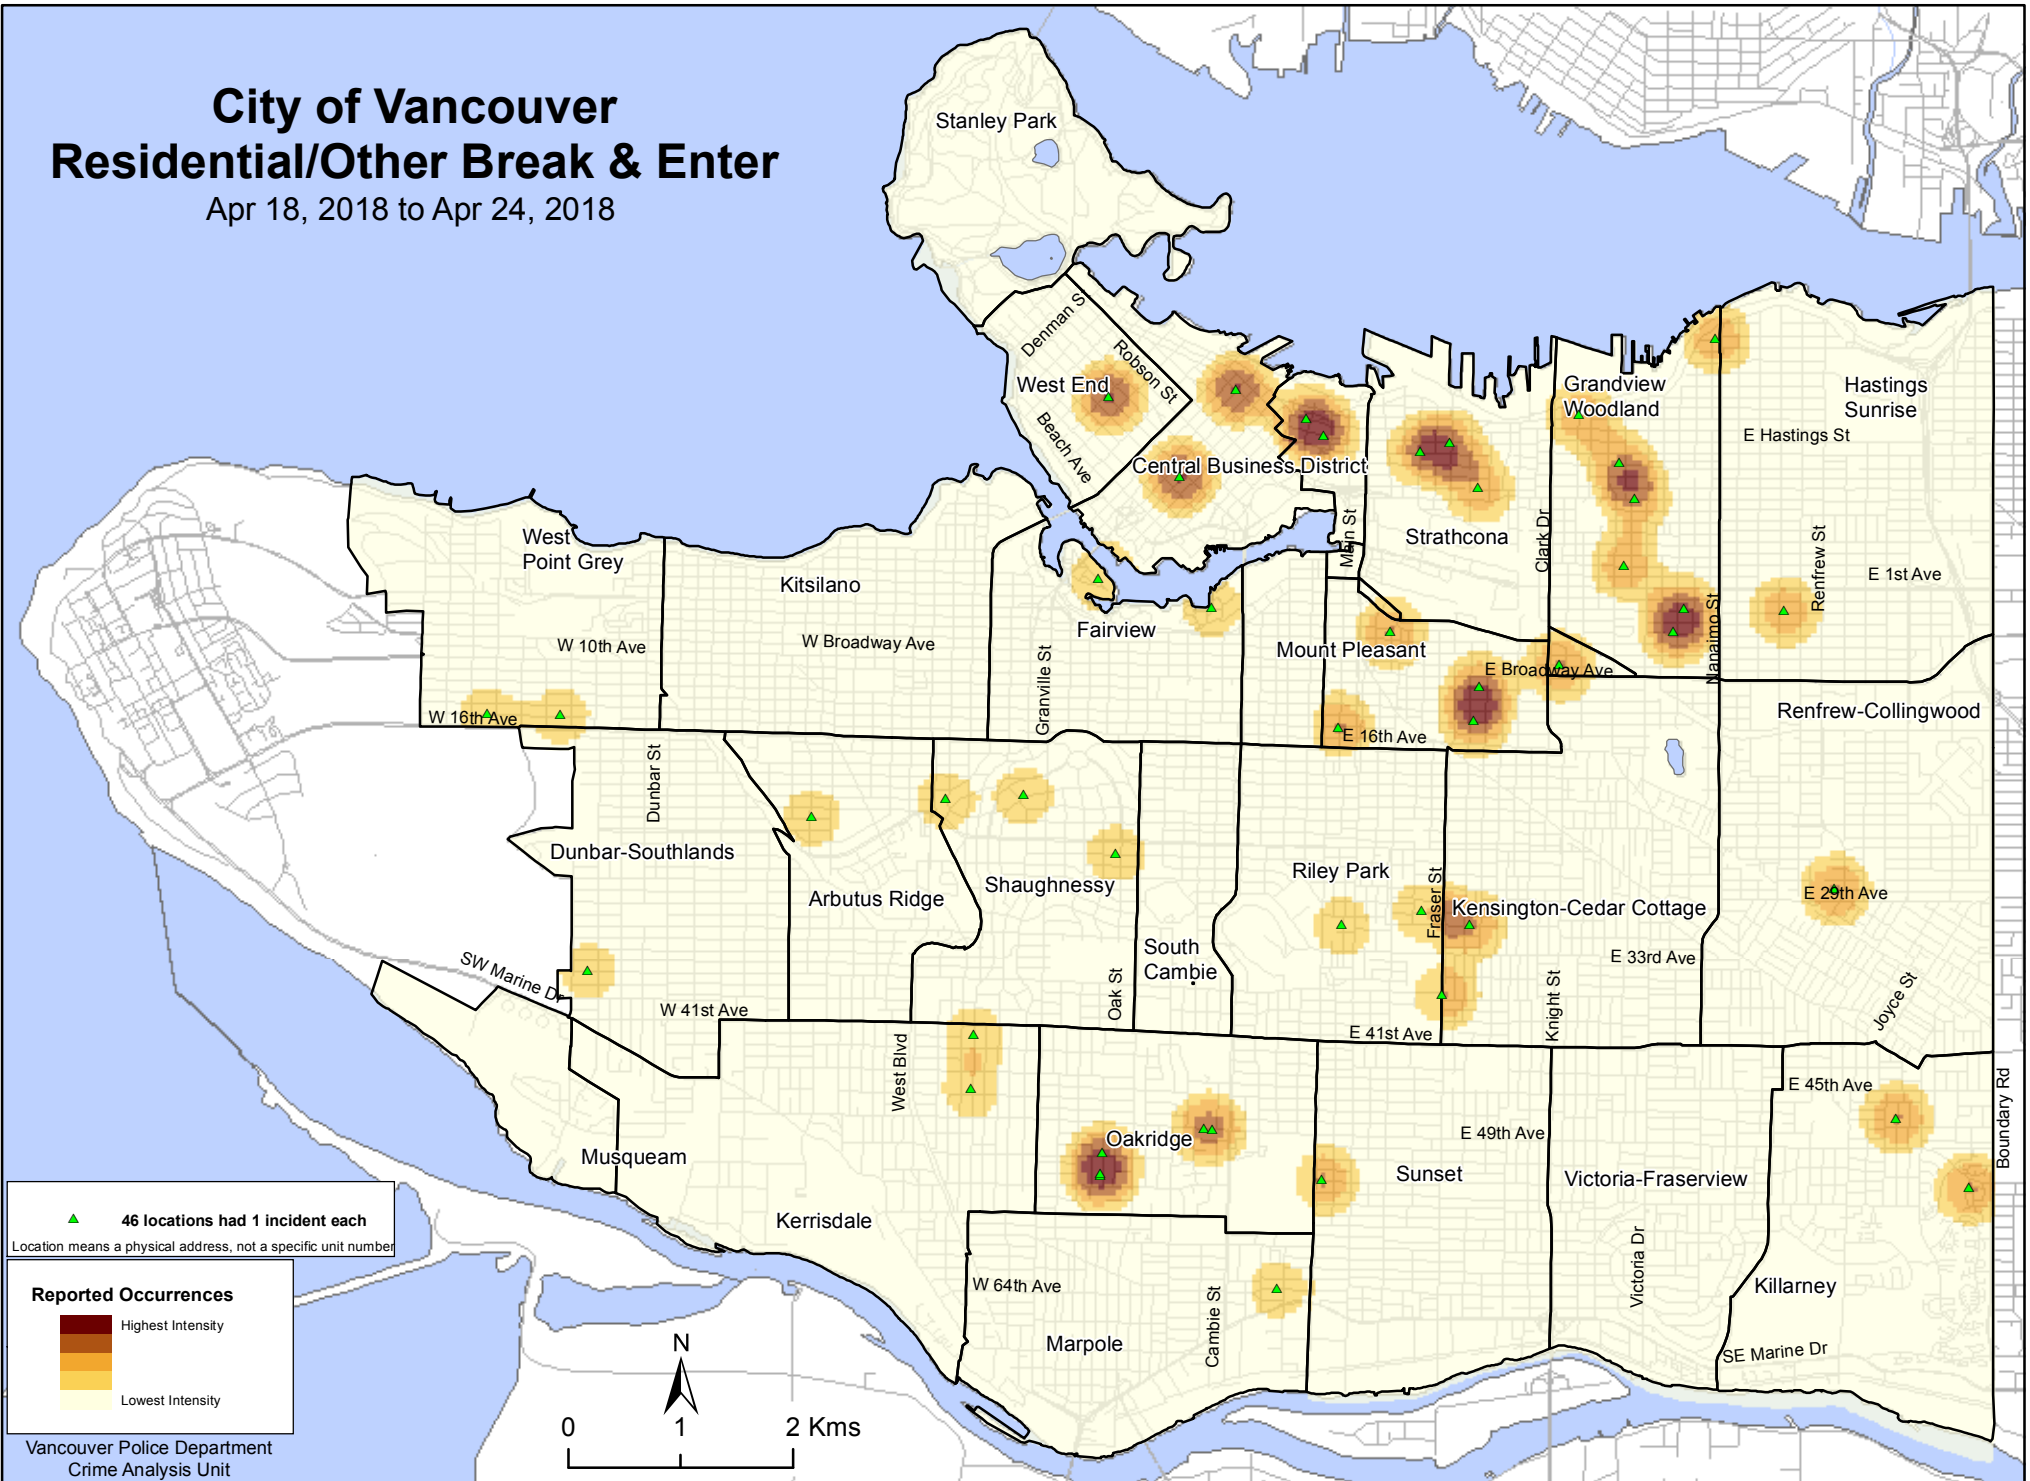 City of Vancouver
Residential/Other Break & Enter
Apr 18, 2018 to Apr 24, 2018
Stanley Park
Denman S
Robson St
West End
Beach Ave
Central Business District
Grandview
Woodland
Hastings
Sunrise
E Hastings St
Main St
Strathcona
Clark Dr
Nanaimo St
Renfrew St
E 1st Ave
West
Point Grey
Kitsilano
W 10th Ave
W Broadway Ave
Fairview
Granville St
Mount Pleasant
E Broadway Ave
W 16th Ave
E 16th Ave
Renfrew-Collingwood
Dunbar St
Dunbar-Southlands
Arbutus Ridge
Shaughnessy
Riley Park
Fraser St
Kensington-Cedar Cottage
E 29th Ave
South
Cambie
Oak St
E 33rd Ave
Knight St
Joyce St
SW Marine Dr
W 41st Ave
E 41st Ave
West Blvd
E 45th Ave
Boundary Rd
Oakridge
E 49th Ave
Musqueam
Sunset
Victoria-Fraserview
Kerrisdale
W 64th Ave
Cambie St
Victoria Dr
Killarney
Marpole
SE Marine Dr
46 locations had 1 incident each
Location means a physical address, not a specific unit number
Reported Occurrences
Highest Intensity
Lowest Intensity
Vancouver Police Department
Crime Analysis Unit
N
0 1 2 Kms